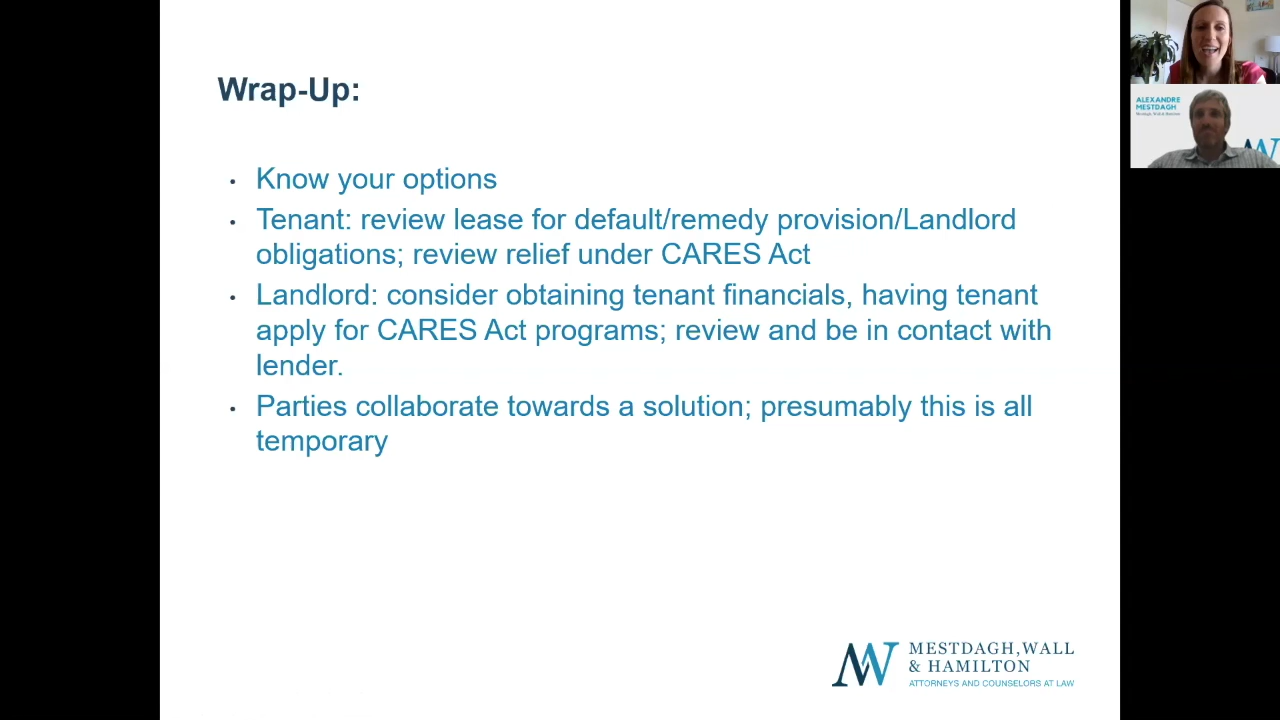 Wrap-Up:
• Know your options
• Tenant: review lease for default/remedy provision/Landlord
obligations; review relief under CARES Act
• Landlord: consider obtaining tenant financials, having tenant
apply for CARES Act programs; review and be in contact with
lender.
• Parties collaborate towards a solution; presumably this is all
temporary
MESTDAGH, WALL
& HAMILTON
ATTORNEYS AND COUNSELORS AT LAW
ALEXANDRE
MESTDAGH
Mestdagh, Wall & Hamilton